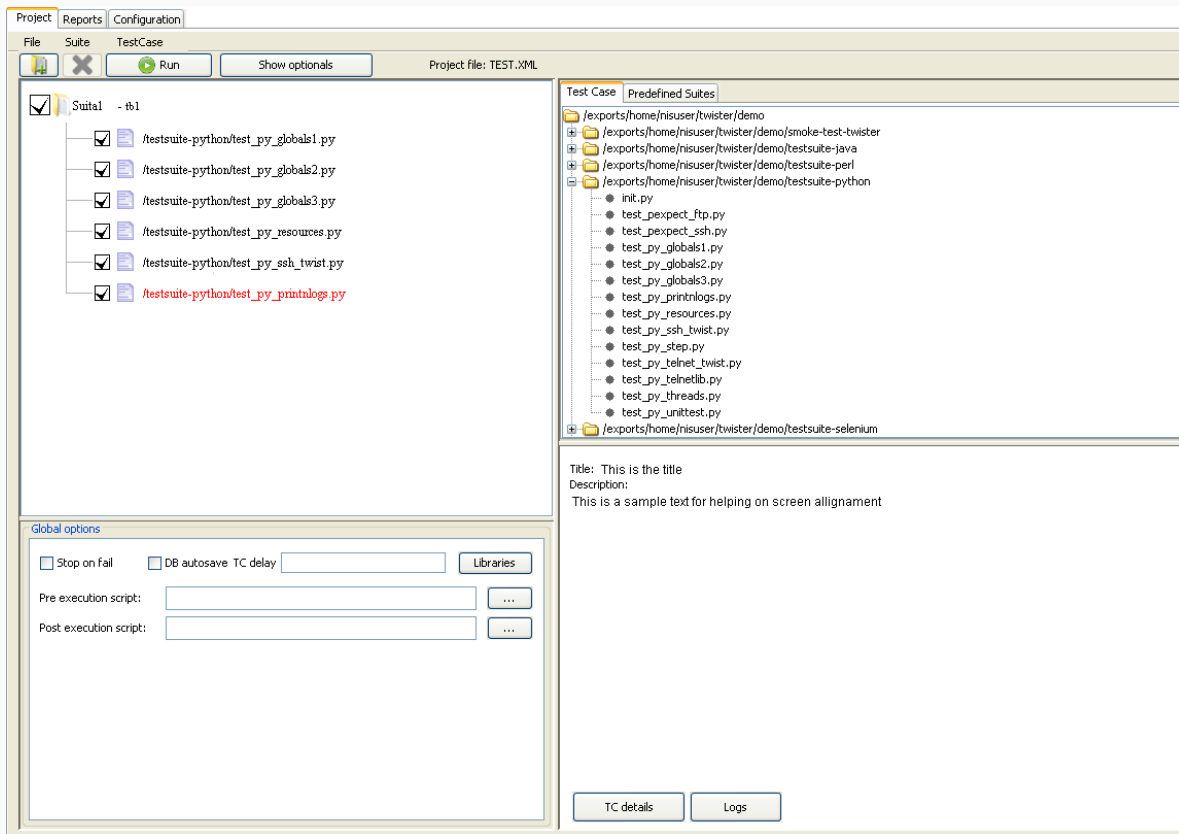 Project Reports Configuration
File Suite TestCase
Run Show optionals Project file: TEST.XML
Suita1 - tb1
/testsuite-python/test_py_globals1.py
/testsuite-python/test_py_globals2.py
/testsuite-python/test_py_globals3.py
/testsuite-python/test_py_resources.py
/testsuite-python/test_py_ssh_twist.py
/testsuite-python/test_py_printnlogs.py
Test Case Predefined Suites
/exports/home/nisuser/twister/demo
/exports/home/nisuser/twister/demo/smoke-test-twister
/exports/home/nisuser/twister/demo/testsuite-java
/exports/home/nisuser/twister/demo/testsuite-perl
/exports/home/nisuser/twister/demo/testsuite-python
init.py
test_pexpect_ftp.py
test_pexpect_ssh.py
test_py_globals1.py
test_py_globals2.py
test_py_globals3.py
test_py_printnlogs.py
test_py_resources.py
test_py_ssh_twist.py
test_py_step.py
test_py_telnet_twist.py
test_py_telnetlib.py
test_py_threads.py
test_py_unittest.py
/exports/home/nisuser/twister/demo/testsuite-selenium
Title: This is the title
Description:
This is a sample text for helping on screen allignament
Global options
Stop on fail DB autosave TC delay Libraries
Pre execution script: ...
Post execution script: ...
TC details Logs